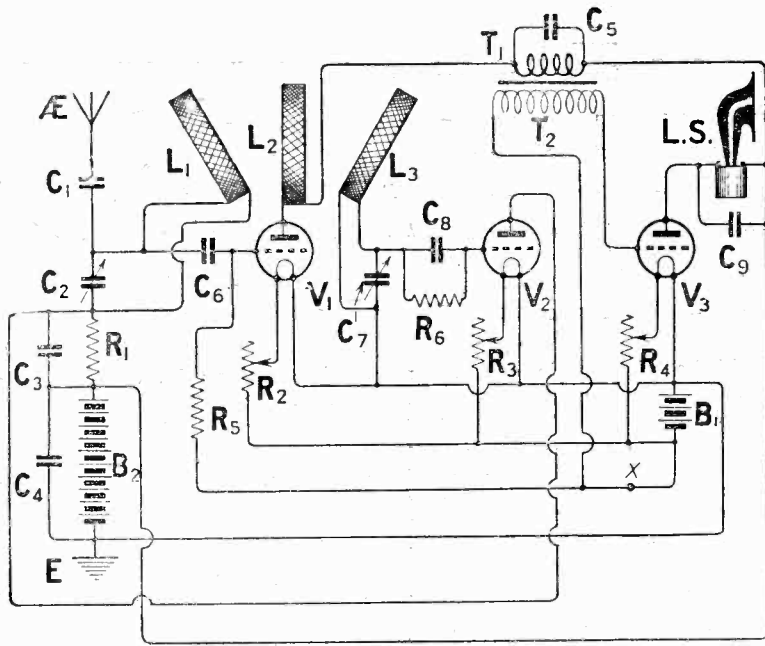 T₁
C₅
Æ
L₁
L₂
L₃
T₂
L.S.
C₁
C₈
C₂
C₆
V₁
V₂
V₃
C₉
C₇
R₆
R₁
C₃
R₂
R₃
R₄
R₅
B₁
B₂
C₄
X
E